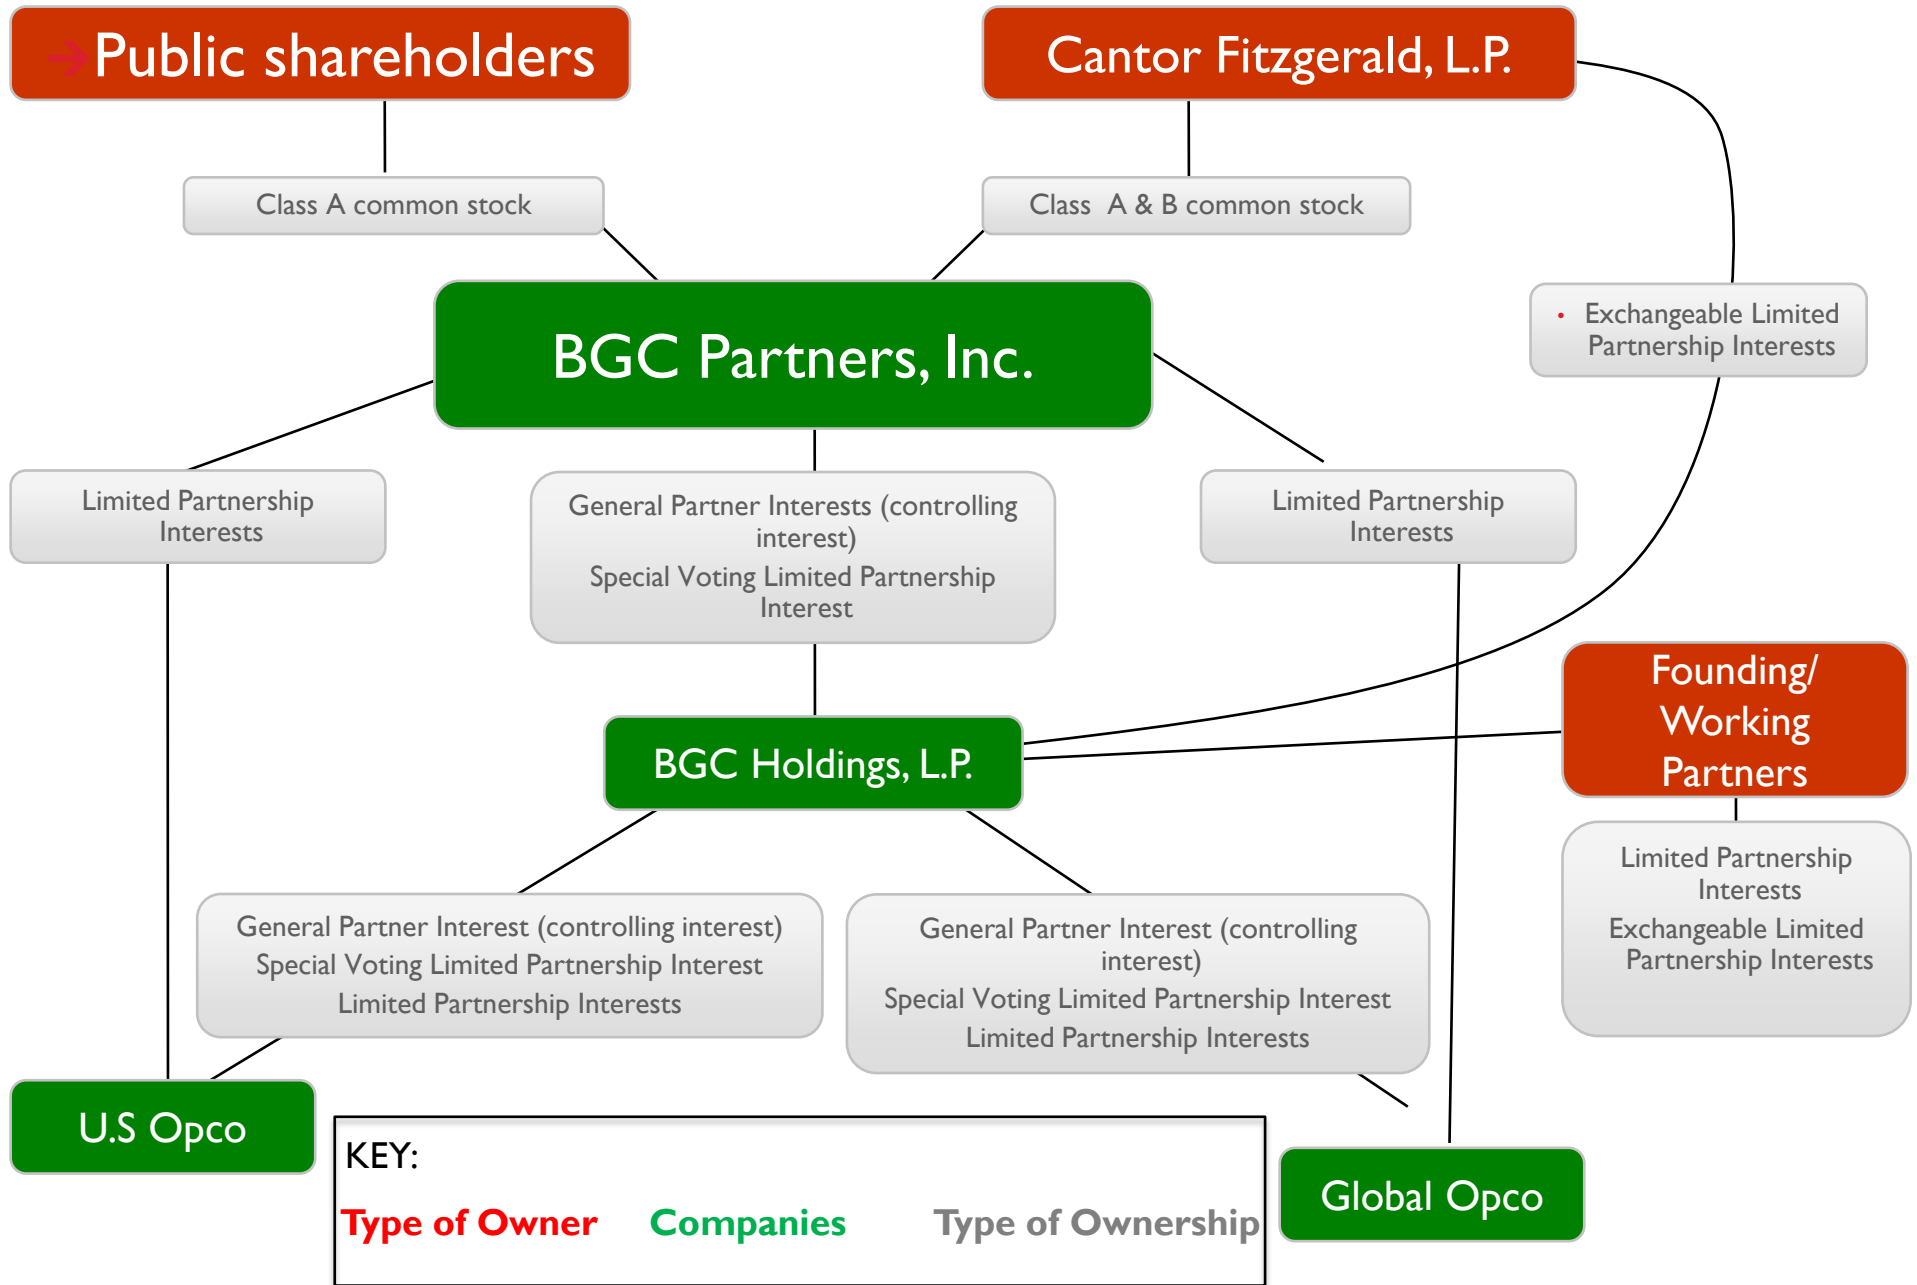 Public shareholders
Cantor Fitzgerald, L.P.
Class A common stock
Class  A & B common stock
• Exchangeable Limited
Partnership Interests
BGC Partners, Inc.
Limited Partnership
Interests
General Partner Interests (controlling
interest)
Special Voting Limited Partnership
Interest
Limited Partnership
Interests
Founding/
Working
Partners
BGC Holdings, L.P.
Limited Partnership
Interests
Exchangeable Limited
Partnership Interests
General Partner Interest (controlling interest)
Special Voting Limited Partnership Interest
Limited Partnership Interests
General Partner Interest (controlling
interest)
Special Voting Limited Partnership Interest
Limited Partnership Interests
U.S Opco
KEY:
Type of Owner Companies Type of Ownership
Global Opco